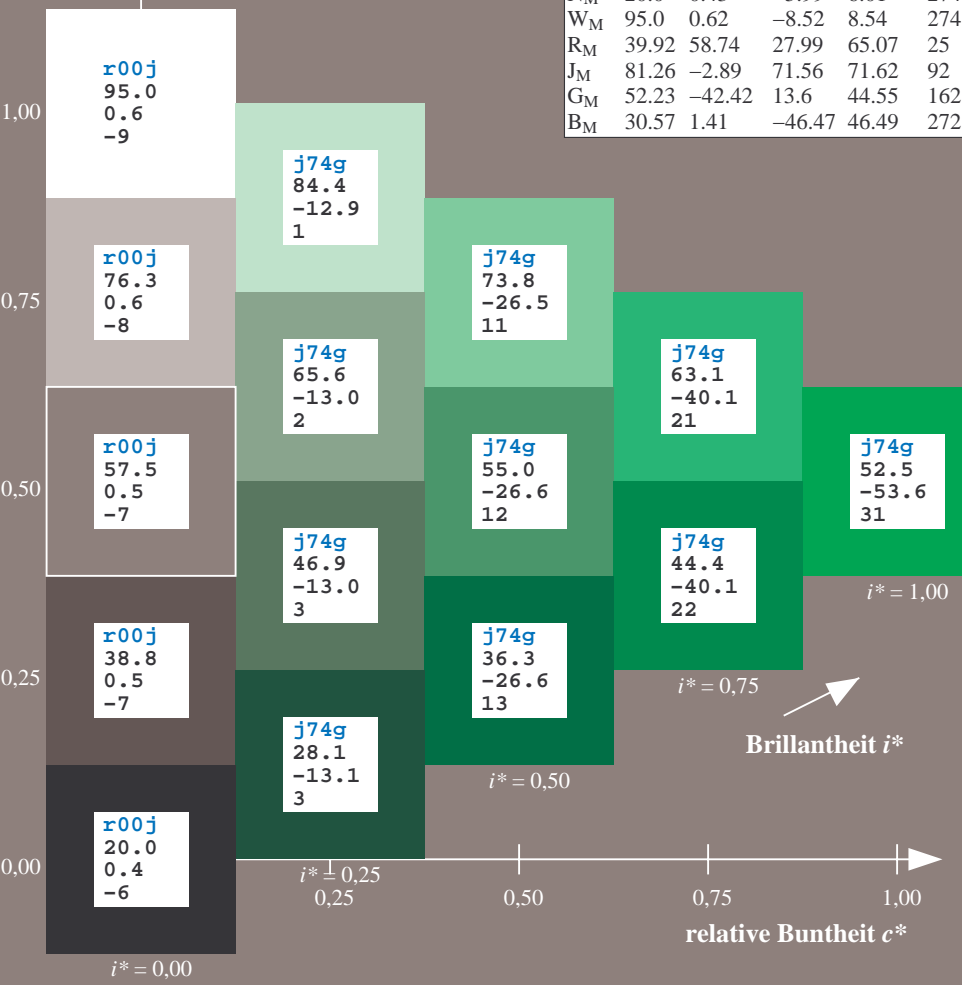 W_M 95.0 0.62 −8.52 8.54 274
R_M 39.92 58.74 27.99 65.07 25
J_M 81.26 −2.89 71.56 71.62 92
G_M 52.23 −42.42 13.6 44.55 162
B_M 30.57 1.41 −46.47 46.49 272
1,00
r00j
95.0
0.6
−9
j74g
84.4
−12.9
1
0,75
r00j
76.3
0.6
−8
j74g
73.8
−26.5
11
j74g
65.6
−13.0
2
j74g
63.1
−40.1
21
0,50
r00j
57.5
0.5
−7
j74g
55.0
−26.6
12
j74g
52.5
−53.6
31
i* = 1,00
j74g
46.9
−13.0
3
j74g
44.4
−40.1
22
i* = 0,75
0,25
r00j
38.8
0.5
−7
j74g
36.3
−26.6
13
i* = 0,50
Brillantheit i*
j74g
28.1
−13.1
3
i* = 0,25
0,00
r00j
20.0
0.4
−6
i* = 0,00
0,25 0,50 0,75 1,00
relative Buntheit c*